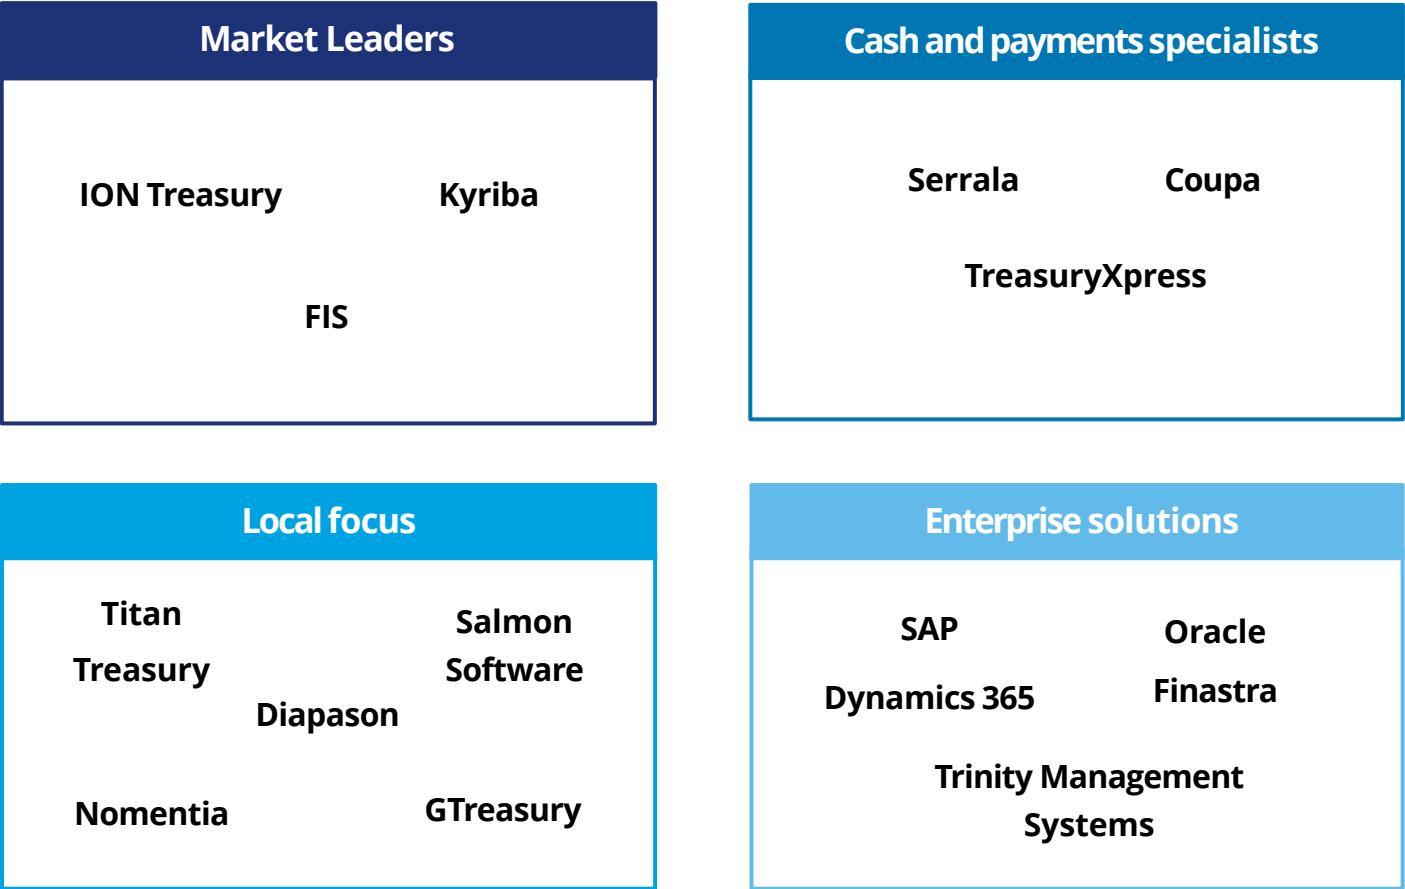 Market Leaders
ION Treasury
Kyriba
FIS
Cash and payments specialists
Serrala
Coupa
TreasuryXpress
Local focus
Titan
Treasury
Salmon
Software
Diapason
Nomentia
GTreasury
Enterprise solutions
SAP
Oracle
Dynamics 365
Finastra
Trinity Management
Systems